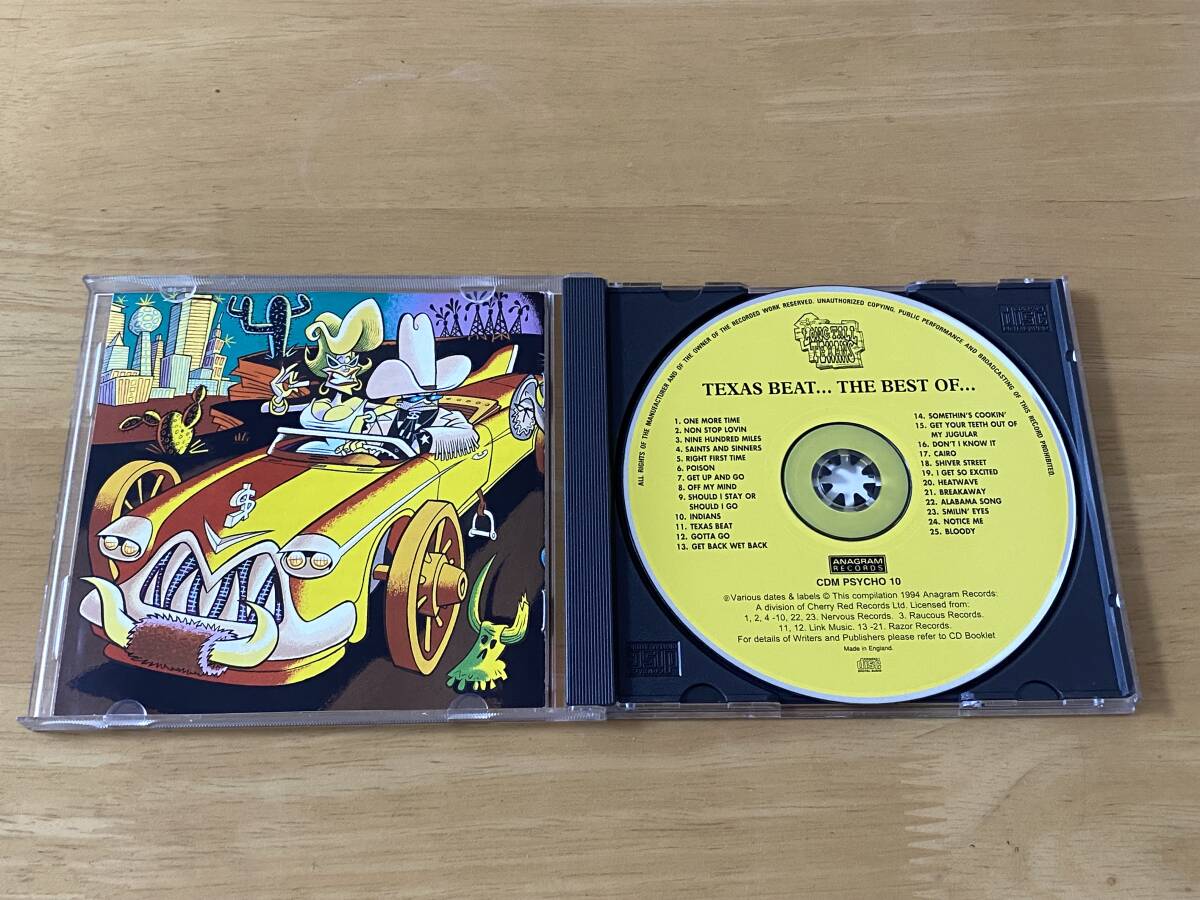 $
ALL RIGHTS OF THE MANUFACTURER AND OF THE OWNER OF THE RECORDED WORK RESERVED. UNAUTHORIZED COPYING, PUBLIC PERFORMANCE AND BROADCASTING OF THIS RECORD PROHIBITED.
LONG TALL TEXANS
TEXAS BEAT... THE BEST OF...
1. ONE MORE TIME
2. NON STOP LOVIN
3. NINE HUNDRED MILES
4. SAINTS AND SINNERS
5. RIGHT FIRST TIME
6. POISON
7. GET UP AND GO
8. OFF MY MIND
9. SHOULD I STAY OR
SHOULD I GO
10. INDIANS
11. TEXAS BEAT
12. GOTTA GO
13. GET BACK WET BACK
14. SOMETHIN'S COOKIN'
15. GET YOUR TEETH OUT OF
MY JUGULAR
16. DON'T I KNOW IT
17. CAIRO
18. SHIVER STREET
19. I GET SO EXCITED
20. HEATWAVE
21. BREAKAWAY
22. ALABAMA SONG
23. SMILIN' EYES
24. NOTICE ME
25. BLOODY
ANAGRAM
RECORDS
CDM PSYCHO 10
℗Various dates & labels © This compilation 1994 Anagram Records:
A division of Cherry Red Records Ltd. Licensed from:
1, 2, 4 -10, 22, 23. Nervous Records. 3. Raucous Records.
11, 12. Link Music. 13 -21. Razor Records.
For details of Writers and Publishers please refer to CD Booklet
Made in England.
COMPACT
disc
DIGITAL AUDIO